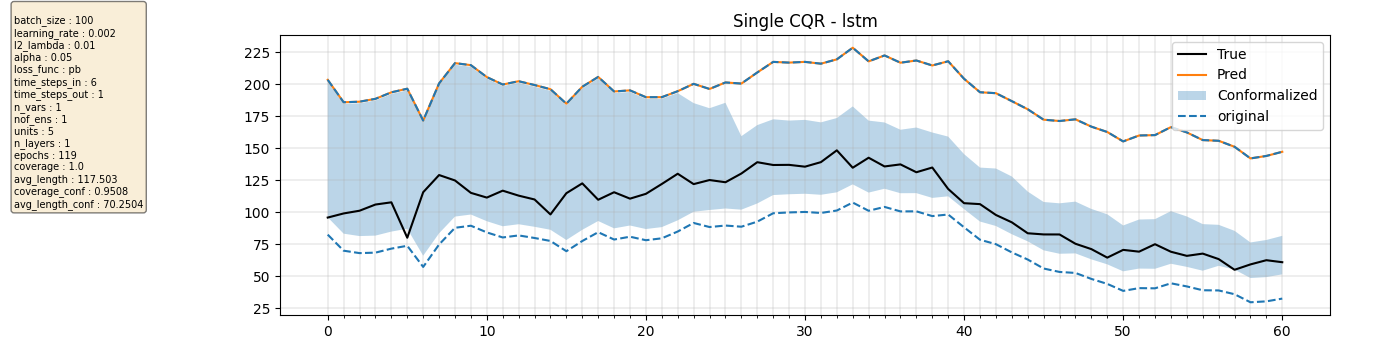 batch_size : 100
learning_rate : 0.002
l2_lambda : 0.01
alpha : 0.05
loss_func : pb
time_steps_in : 6
time_steps_out : 1
n_vars : 1
nof_ens : 1
units : 5
n_layers : 1
epochs : 119
coverage : 1.0
avg_length : 117.503
coverage_conf : 0.9508
avg_length_conf : 70.2504
Single CQR - lstm
225
200
175
150
125
100
75
50
25
True
Pred
Conformalized
original
0 10 20 30 40 50 60